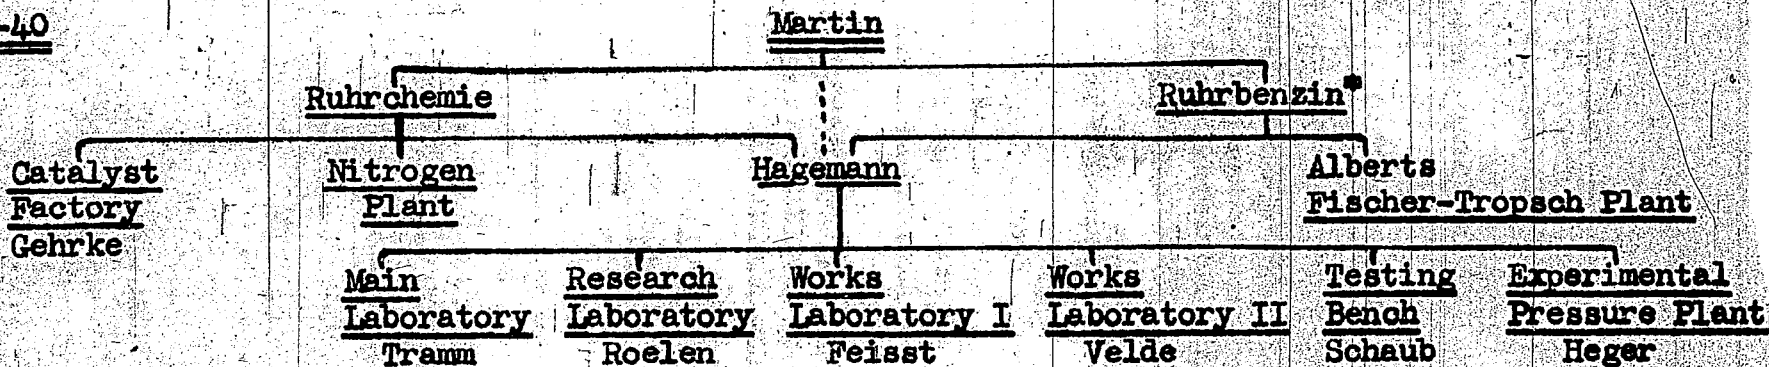 -40
Martin
Ruhrchemie
Ruhrbenzin*
Catalyst
Factory
Gehrke
Nitrogen
Plant
Hagemann
Alberts
Fischer-Tropsch Plant
Main
Laboratory
Tramm
Research
Laboratory
Roelen
Works
Laboratory I
Feisst
Works
Laboratory II
Velde
Testing
Bench
Schaub
Experimental
Pressure Plant
Heger